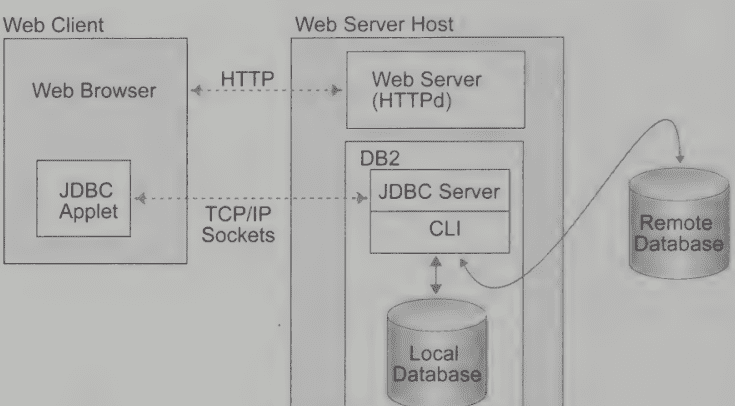 Web Client
Web Server Host
Web Browser
HTTP
Web Server
(HTTPd)
DB2
JDBC
Applet
TCP/IP
Sockets
JDBC Server
CLI
Remote
Database
Local
Database